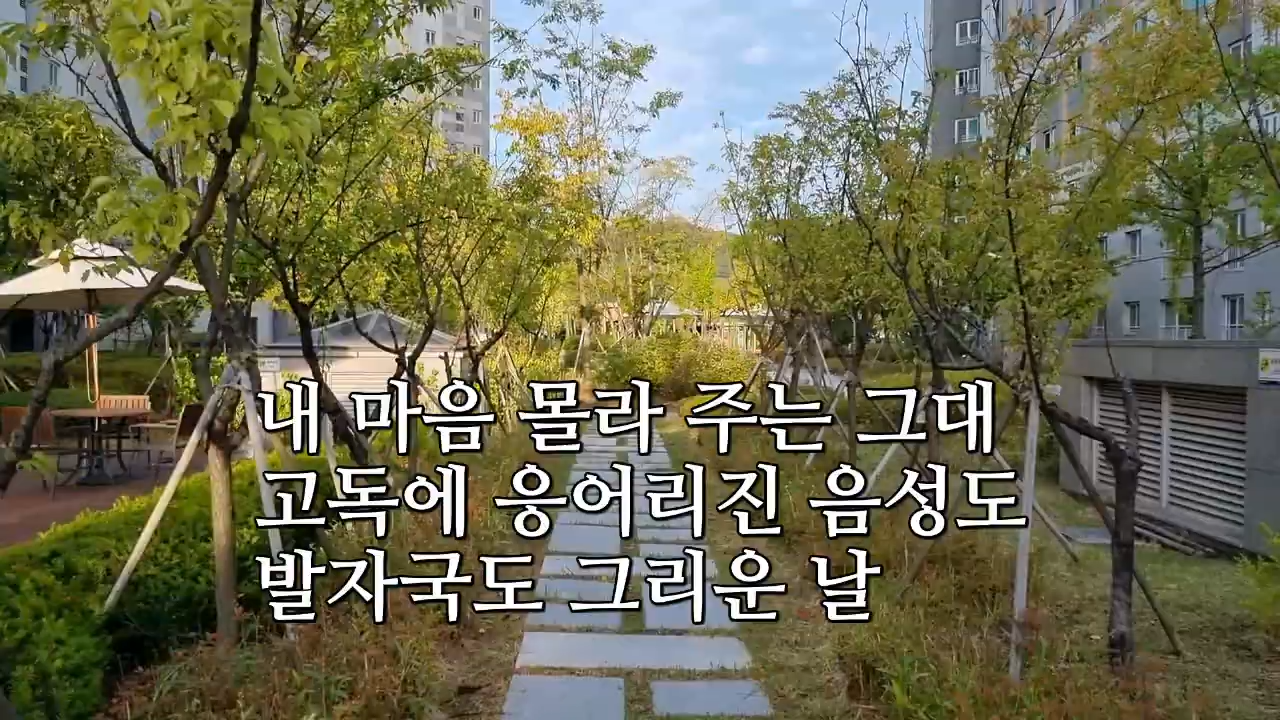 내 마음 몰라 주는 그대
고독에 응어리진 음성도
발자국도 그리운 날